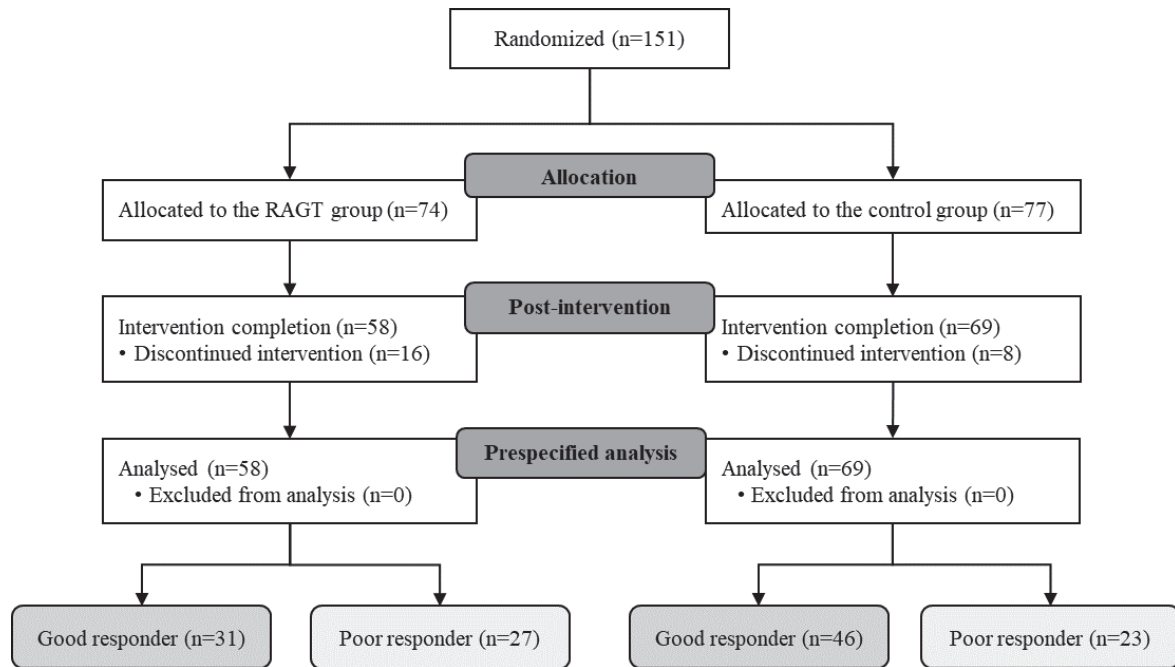 Randomized (n=151)
Allocation
Allocated to the RAGT group (n=74)
Allocated to the control group (n=77)
Post-intervention
Intervention completion (n=58)
• Discontinued intervention (n=16)
Intervention completion (n=69)
• Discontinued intervention (n=8)
Prespecified analysis
Analysed (n=58)
• Excluded from analysis (n=0)
Analysed (n=69)
• Excluded from analysis (n=0)
Good responder (n=31)
Poor responder (n=27)
Good responder (n=46)
Poor responder (n=23)